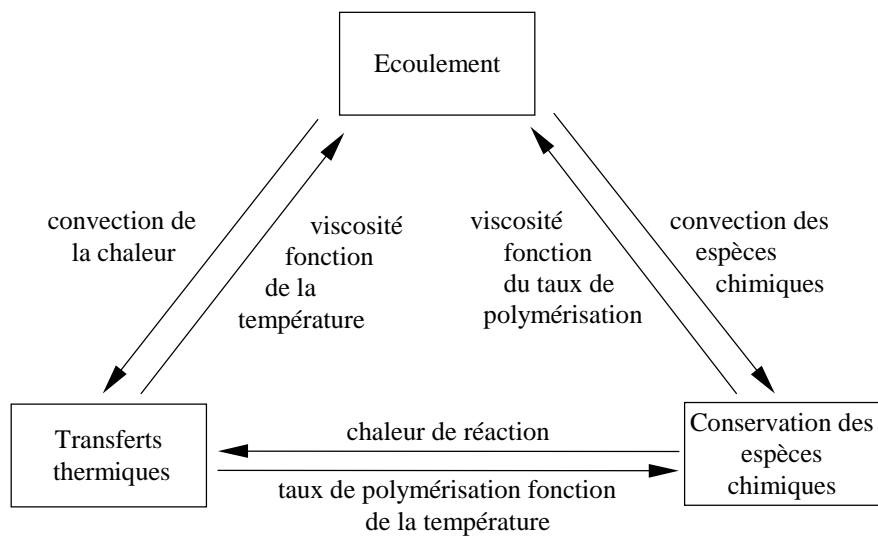 Ecoulement
convection de
la chaleur
viscosité
fonction
de la
température
viscosité
fonction
du taux de
polymérisation
convection des
espèces
chimiques
Transferts
thermiques
chaleur de réaction
taux de polymérisation fonction
de la température
Conservation des
espèces
chimiques